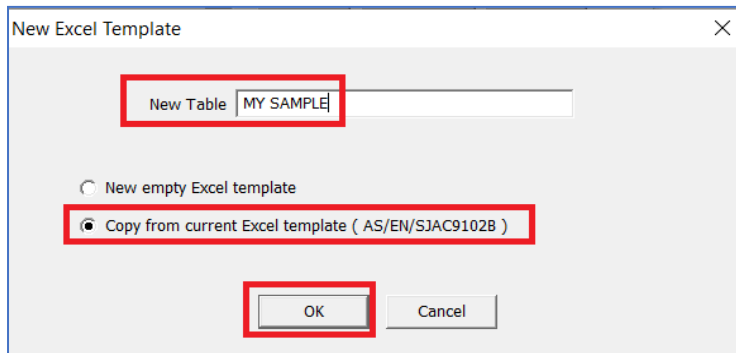 New Excel Template
New Table MY SAMPLE
New empty Excel template
Copy from current Excel template ( AS/EN/SJAC9102B )
OK Cancel